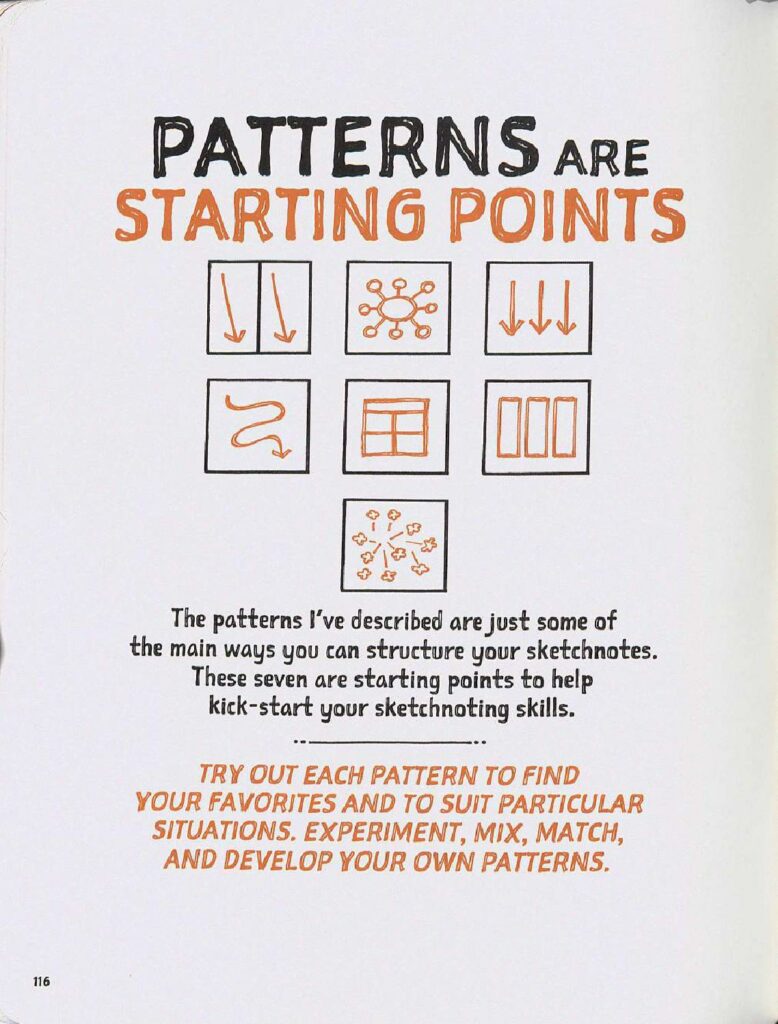 PATTERNS ARE
STARTING POINTS
The patterns I've described are just some of
the main ways you can structure your sketchnotes.
These seven are starting points to help
kick-start your sketchnoting skills.
TRY OUT EACH PATTERN TO FIND
YOUR FAVORITES AND TO SUIT PARTICULAR
SITUATIONS. EXPERIMENT, MIX, MATCH,
AND DEVELOP YOUR OWN PATTERNS.
116